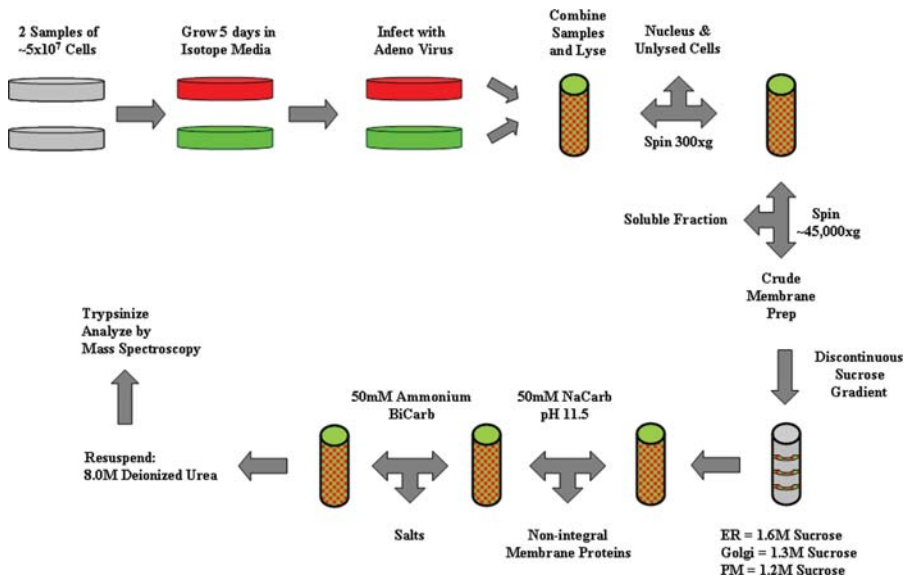 2 Samples of
~5x10⁷ Cells
Grow 5 days in
Isotope Media
Infect with
Adeno Virus
Combine
Samples
and Lyse
Nucleus &
Unlysed Cells
Spin 300xg
Soluble Fraction
Spin
~45,000xg
Crude
Membrane
Prep
Discontinuous
Sucrose
Gradient
ER = 1.6M Sucrose
Golgi = 1.3M Sucrose
PM = 1.2M Sucrose
50mM NaCarb
pH 11.5
Non-integral
Membrane Proteins
50mM Ammonium
BiCarb
Salts
Resuspend:
8.0M Deionized Urea
Trypsinize
Analyze by
Mass Spectroscopy